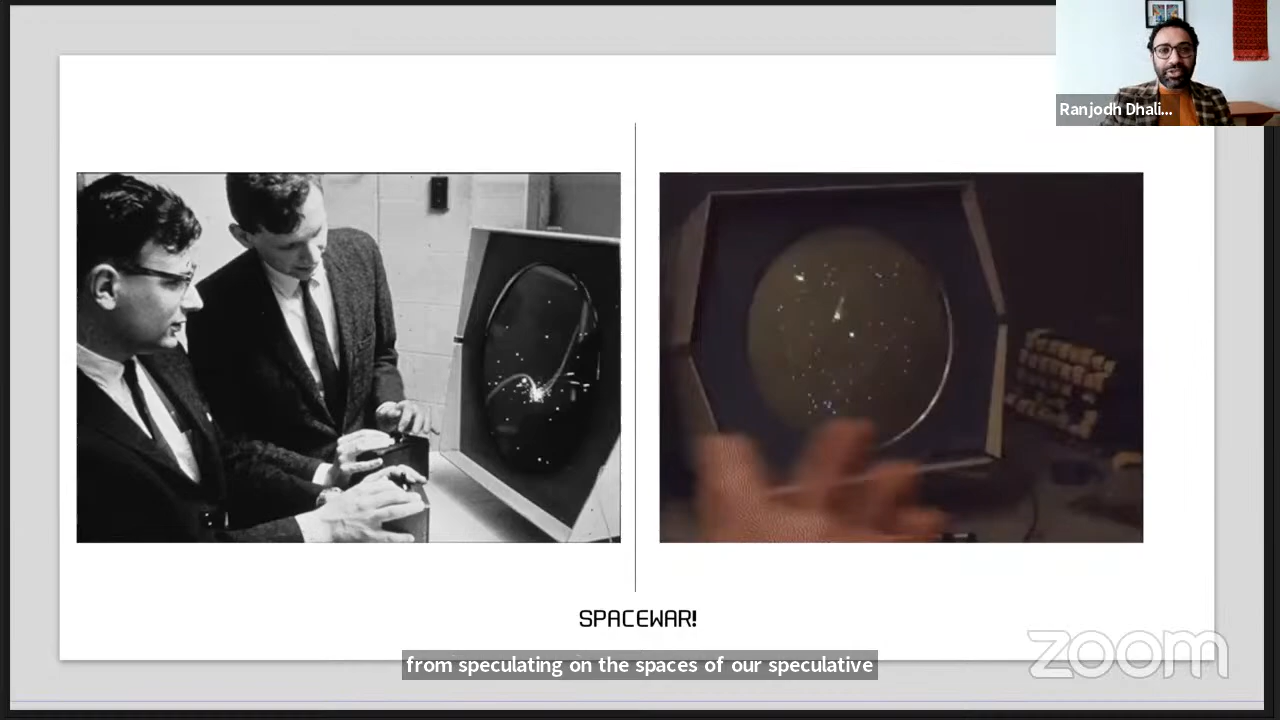 Ranjodh Dhali...
SPACEWAR!
from speculating on the spaces of our speculative
zoom